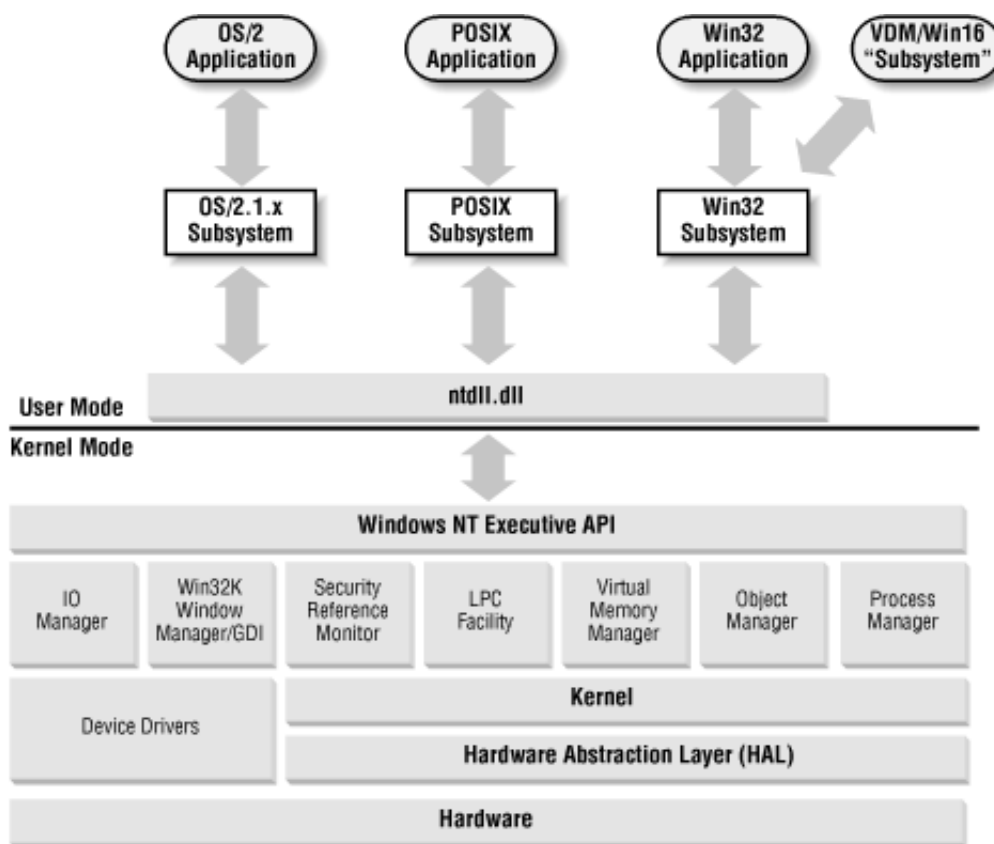 OS/2
Application
POSIX
Application
Win32
Application
VDM/Win16
“Subsystem”
OS/2.1.x
Subsystem
POSIX
Subsystem
Win32
Subsystem
ntdll.dll
User Mode
Kernel Mode
Windows NT Executive API
IO
Manager
Win32K
Window
Manager/GDI
Security
Reference
Monitor
LPC
Facility
Virtual
Memory
Manager
Object
Manager
Process
Manager
Device Drivers
Kernel
Hardware Abstraction Layer (HAL)
Hardware